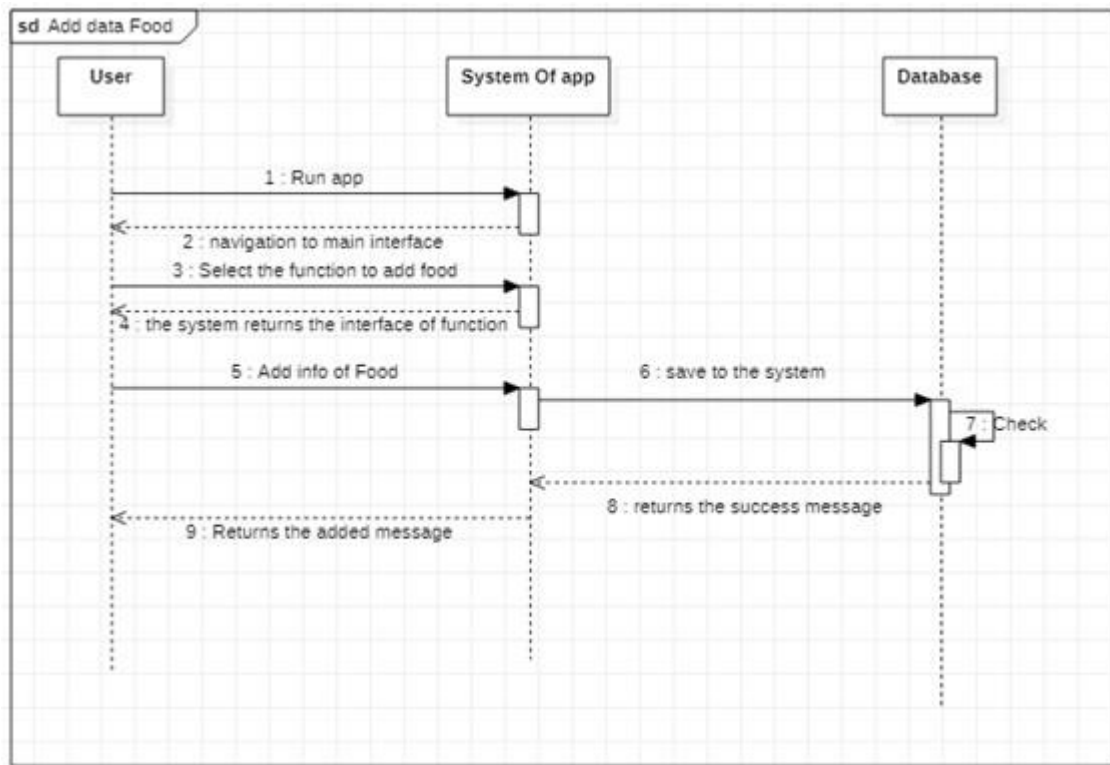 sd Add data Food
User
System Of app
Database
1 : Run app
2 : navigation to main interface
3 : Select the function to add food
4 : the system returns the interface of function
5 : Add info of Food
6 : save to the system
7 : Check
8 : returns the success message
9 : Returns the added message